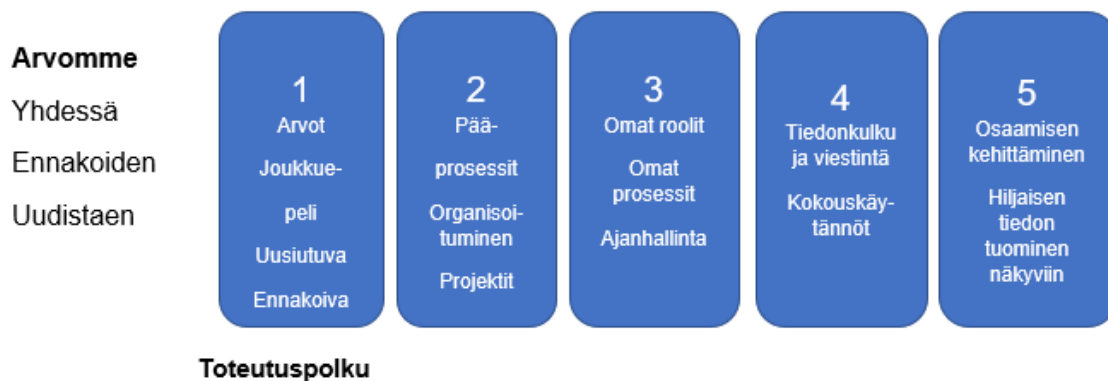 Arvomme
Yhdessä
Ennakoiden
Uudistaen
1
Arvot
Joukkue-
peli
Uusiutuva
Ennakoiva
2
Pää-
prosessit
Organisoi-
tuminen
Projektit
3
Omat roolit
Omat
prosessit
Ajanhallinta
4
Tiedonkulku
ja viestintä
Kokouskäy-
tännöt
5
Osaamisen
kehittäminen
Hiljaisen
tiedon
tuominen
näkyviin
Toteutuspolku